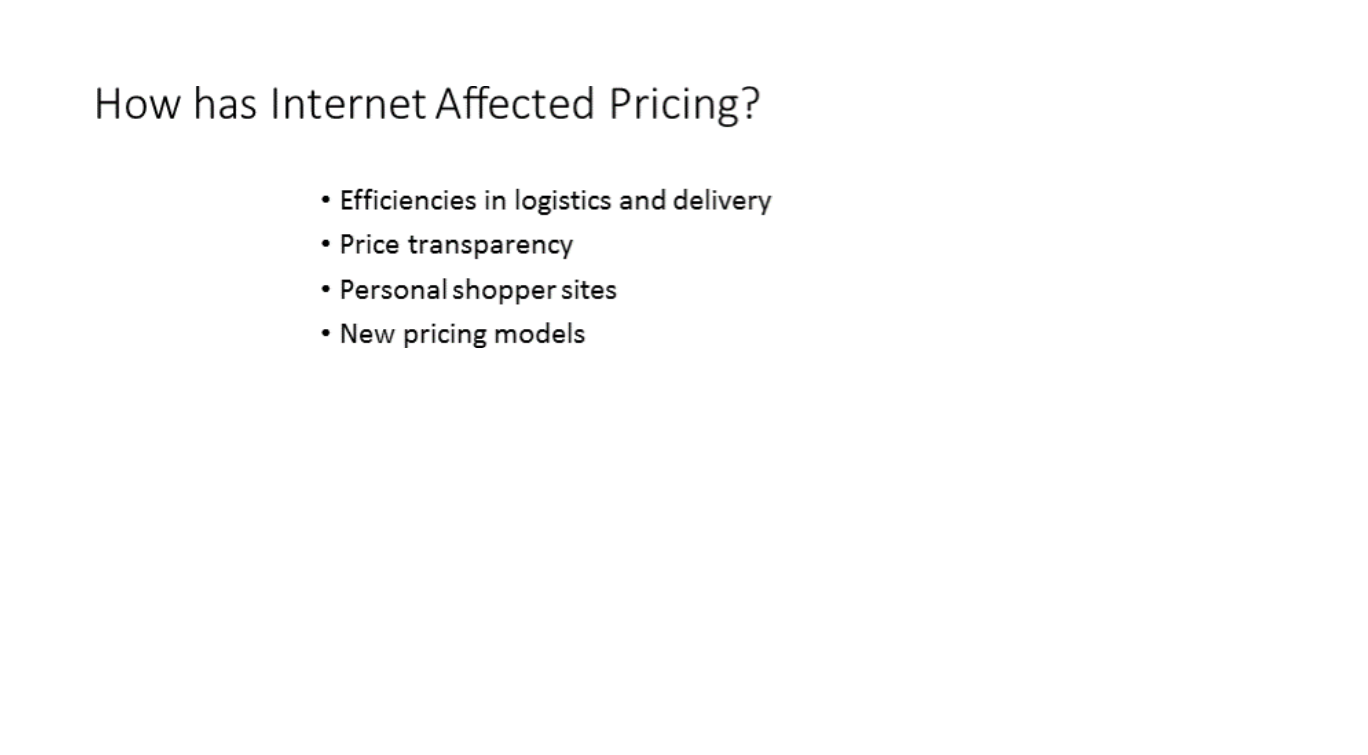 How has Internet Affected Pricing?
• Efficiencies in logistics and delivery
• Price transparency
• Personal shopper sites
• New pricing models